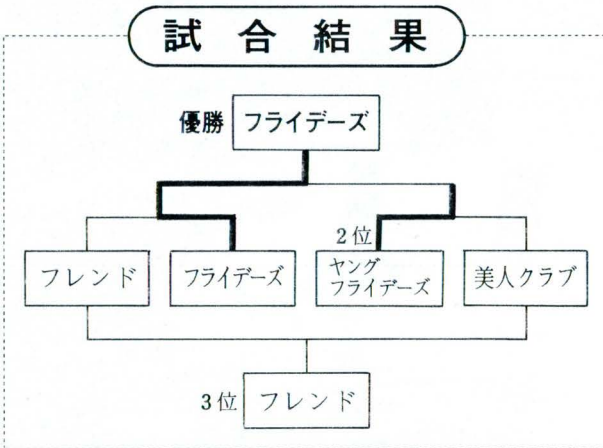 試合結果
優勝 フライデーズ
2位
フレンド
フライデーズ
ヤング
フライデーズ
美人クラブ
3位 フレンド